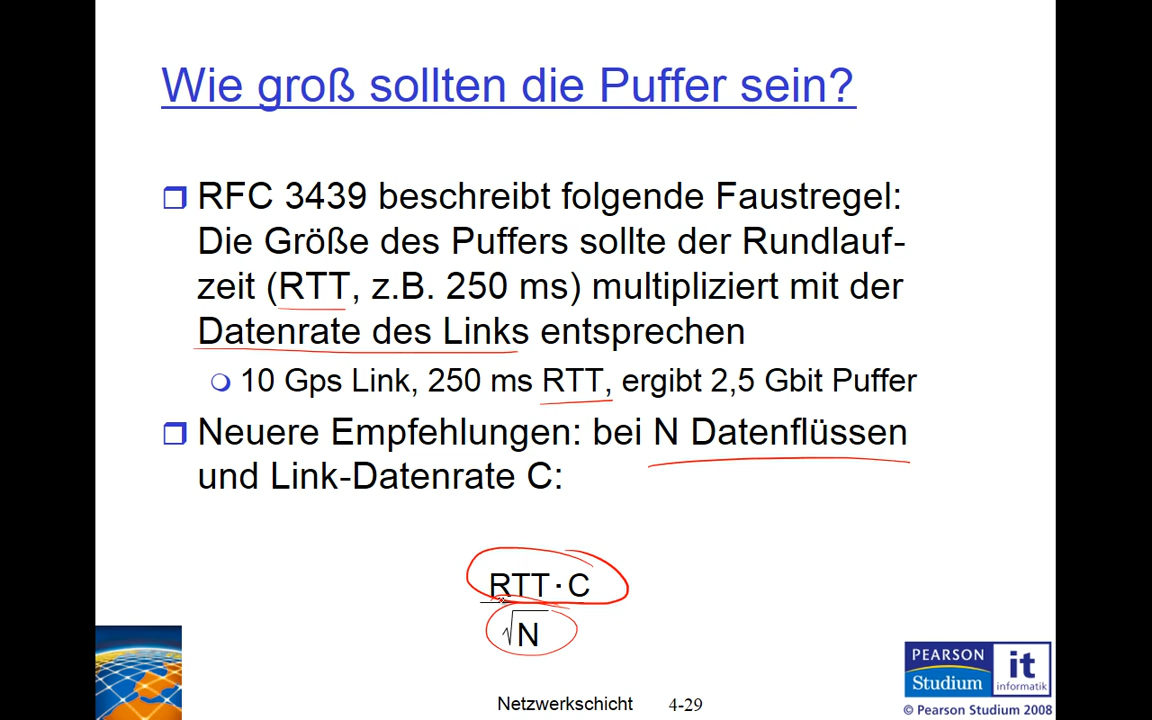 Wie groß sollten die Puffer sein?
RFC 3439 beschreibt folgende Faustregel:
Die Größe des Puffers sollte der Rundlauf-
zeit (RTT, z.B. 250 ms) multipliziert mit der
Datenrate des Links entsprechen
10 Gps Link, 250 ms RTT, ergibt 2,5 Gbit Puffer
Neuere Empfehlungen: bei N Datenflüssen
und Link-Datenrate C:
RTT · C
√N
PEARSON
Studium
it
informatik
Netzwerkschicht 4-29
© Pearson Studium 2008